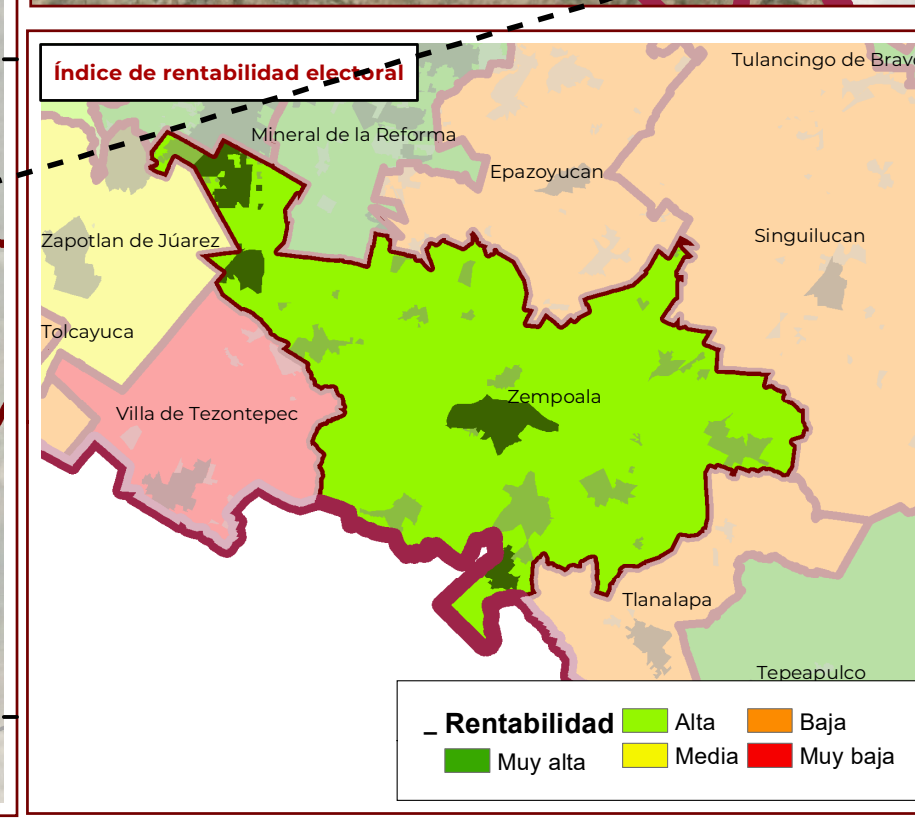 Índice de rentabilidad electoral
Tulancingo de Brav
Mineral de la Reforma
Epazoyucan
Zapotlan de Júarez
Singuilucan
Tolcayuca
Zempoala
Villa de Tezontepec
Tlanalapa
Tepeapulco
Rentabilidad
Alta
Baja
Muy alta
Media
Muy baja